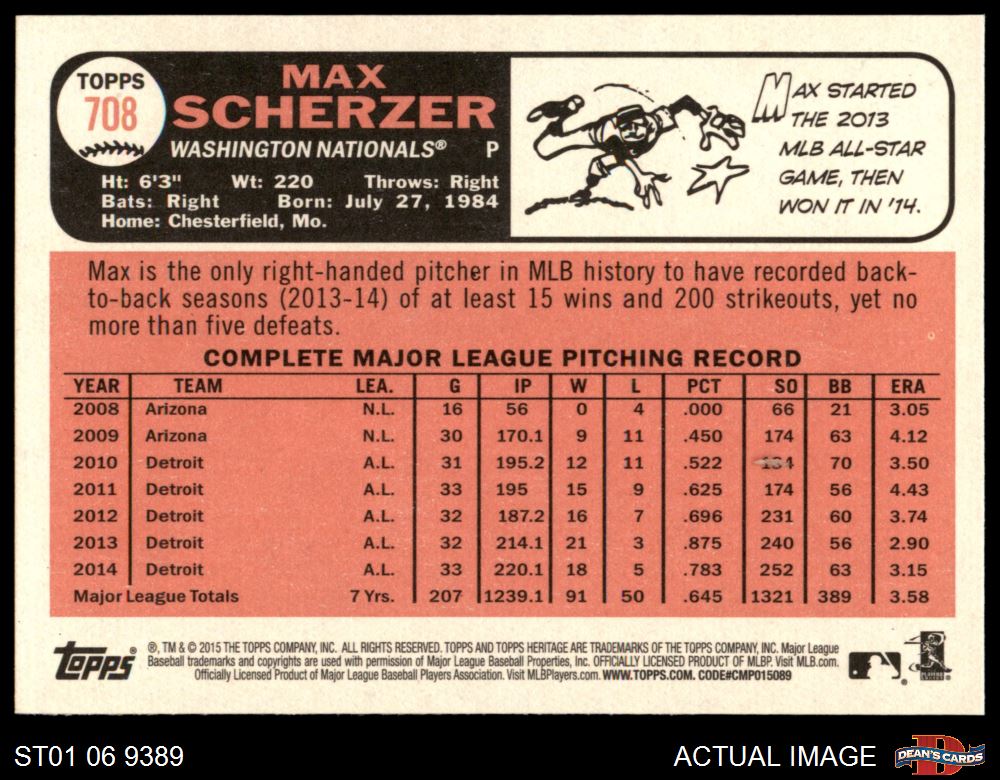 TOPPS
708
MAX
SCHERZER
WASHINGTON NATIONALS® P
Ht: 6'3" Wt: 220 Throws: Right
Bats: Right Born: July 27, 1984
Home: Chesterfield, Mo.
MAX STARTED
THE 2013
MLB ALL-STAR
GAME, THEN
WON IT IN '14.
Max is the only right-handed pitcher in MLB history to have recorded back-
to-back seasons (2013-14) of at least 15 wins and 200 strikeouts, yet no
more than five defeats.
COMPLETE MAJOR LEAGUE PITCHING RECORD
YEAR TEAM LEA. G IP W L PCT SO BB ERA
2008 Arizona N.L. 16 56 0 4 .000 66 21 3.05
2009 Arizona N.L. 30 170.1 9 11 .450 174 63 4.12
2010 Detroit A.L. 31 195.2 12 11 .522 70 3.50
2011 Detroit A.L. 33 195 15 9 .625 174 56 4.43
2012 Detroit A.L. 32 187.2 16 7 .696 231 60 3.74
2013 Detroit A.L. 32 214.1 21 3 .875 240 56 2.90
2014 Detroit A.L. 33 220.1 18 5 .783 252 63 3.15
Major League Totals 7 Yrs. 207 1239.1 91 50 .645 1321 389 3.58
Topps ®, TM & © 2015 THE TOPPS COMPANY, INC. ALL RIGHTS RESERVED. TOPPS AND TOPPS HERITAGE ARE TRADEMARKS OF THE TOPPS COMPANY, INC. Major League
Baseball trademarks and copyrights are used with permission of Major League Baseball Properties, Inc. OFFICIALLY LICENSED PRODUCT OF MLBP. Visit MLB.com.
Officially Licensed Product of Major League Baseball Players Association. Visit MLBPlayers.com. WWW.TOPPS.COM. CODE#CMP015089
ST01 06 9389 ACTUAL IMAGE DEAN'S CARDS